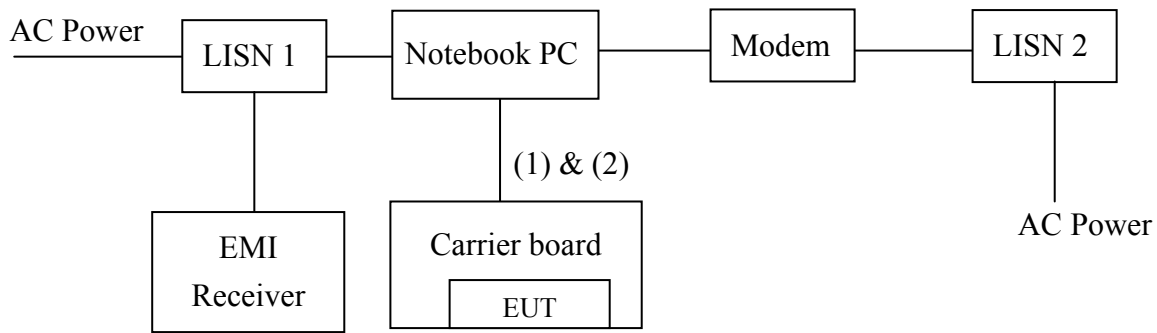 AC Power
LISN 1
Notebook PC
Modem
LISN 2
(1) & (2)
AC Power
EMI
Receiver
Carrier board
EUT